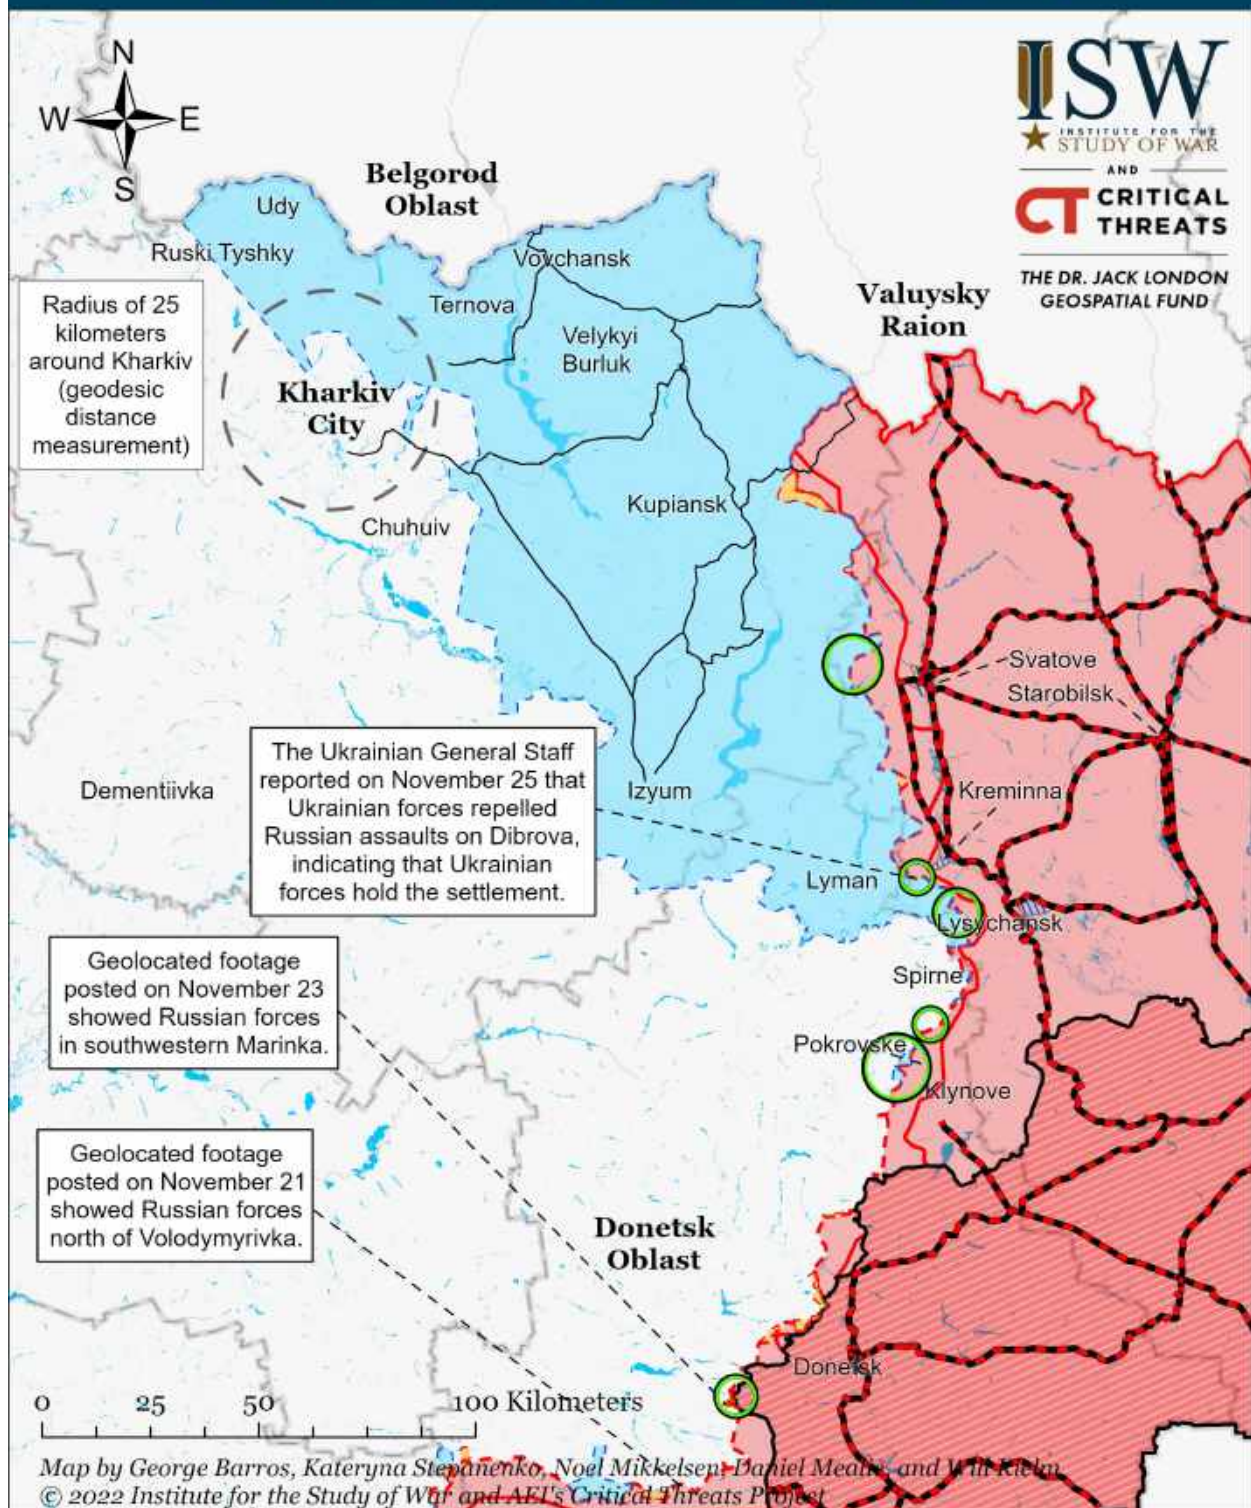 N
W
E
S
ISW
INSTITUTE FOR THE
STUDY OF WAR
AND
CT CRITICAL
THREATS
THE DR. JACK LONDON
GEOSPATIAL FUND
Belgorod
Oblast
Udy
Ruski Tyshky
Vovchansk
Ternova
Velykyi
Burluk
Valuysky
Raion
Radius of 25
kilometers
around Kharkiv
(geodesic
distance
measurement)
Kharkiv
City
Kupiansk
Chuhuiv
Svatove
Starobilsk
The Ukrainian General Staff
reported on November 25 that
Ukrainian forces repelled
Russian assaults on Dibrova,
indicating that Ukrainian
forces hold the settlement.
Dementiivka
Izyum
Kreminna
Lyman
Lysychansk
Spirne
Geolocated footage
posted on November 23
showed Russian forces
in southwestern Marinka.
Pokrovske
Klynove
Geolocated footage
posted on November 21
showed Russian forces
north of Volodymyrivka.
Donetsk
Oblast
Donetsk
0 25 50 100 Kilometers
Map by George Barros, Kateryna Stepanenko, Noel Mikkelsen, Daniel Mealie, and Will Kielm
© 2022 Institute for the Study of War and AEI's Critical Threats Project